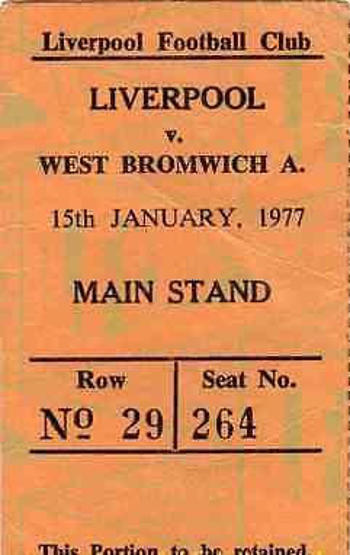 Liverpool Football Club
LIVERPOOL
v.
WEST BROMWICH A.
15th JANUARY, 1977
MAIN STAND
Row Seat No.
Nº 29 264
This Portion to be retained.